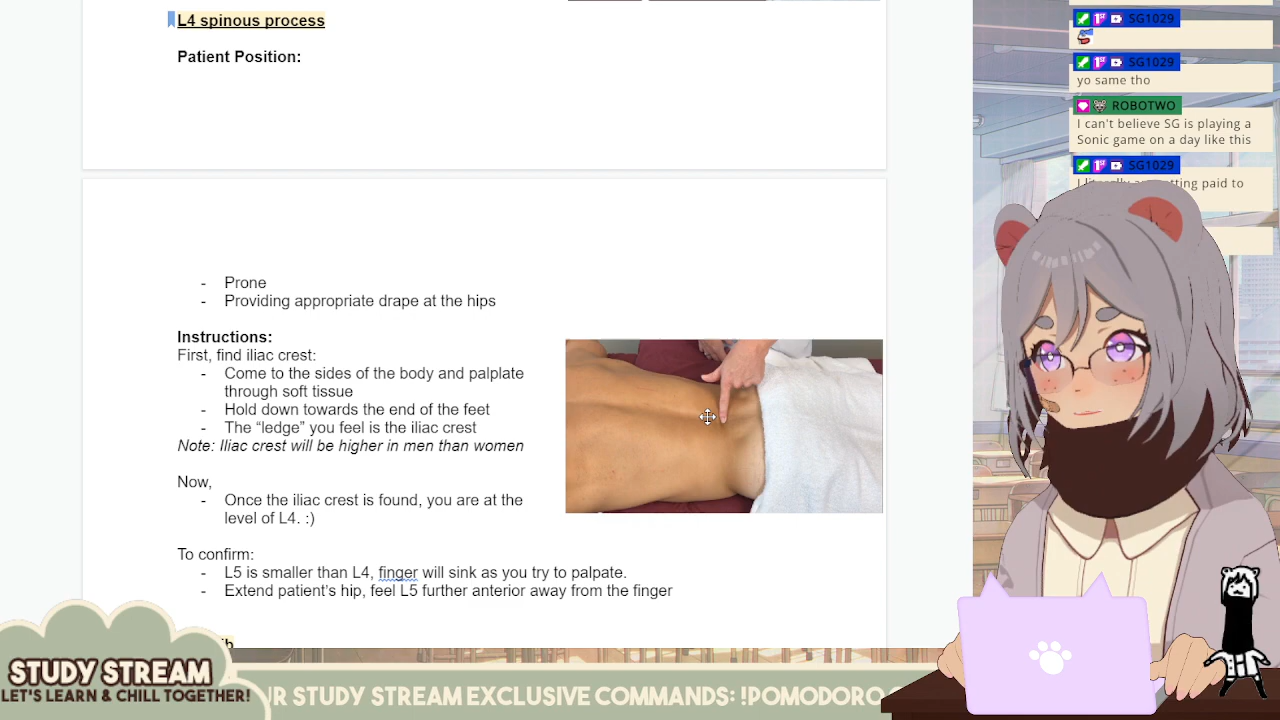 L4 spinous process
Patient Position:
- Prone
- Providing appropriate drape at the hips
Instructions:
First, find iliac crest:
- Come to the sides of the body and palplate
through soft tissue
- Hold down towards the end of the feet
- The “ledge” you feel is the iliac crest
Note: Iliac crest will be higher in men than women
Now,
- Once the iliac crest is found, you are at the
level of L4. :)
To confirm:
- L5 is smaller than L4, finger will sink as you try to palpate.
- Extend patient's hip, feel L5 further anterior away from the finger
SG1029
SG1029
yo same tho
ROBOTWO
I can't believe SG is playing a
Sonic game on a day like this
SG1029
paid to
STUDY STREAM
LET'S LEARN & CHILL TOGETHER!
UR STUDY STREAM EXCLUSIVE COMMANDS: !POMODORO